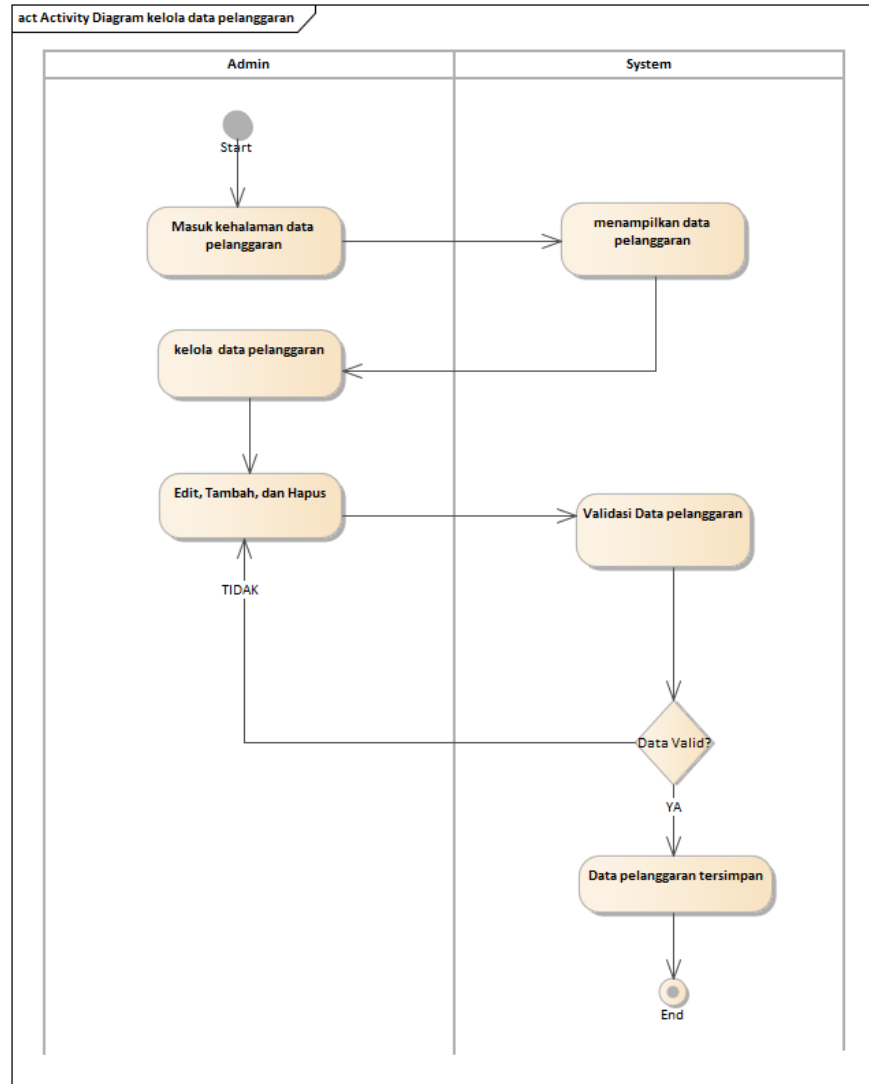 act Activity Diagram kelola data pelanggaran
Admin
System
Start
Masuk kehalaman data
pelanggaran
menampilkan data
pelanggaran
kelola  data pelanggaran
Edit, Tambah, dan Hapus
Validasi Data pelanggaran
TIDAK
Data Valid?
YA
Data pelanggaran tersimpan
End